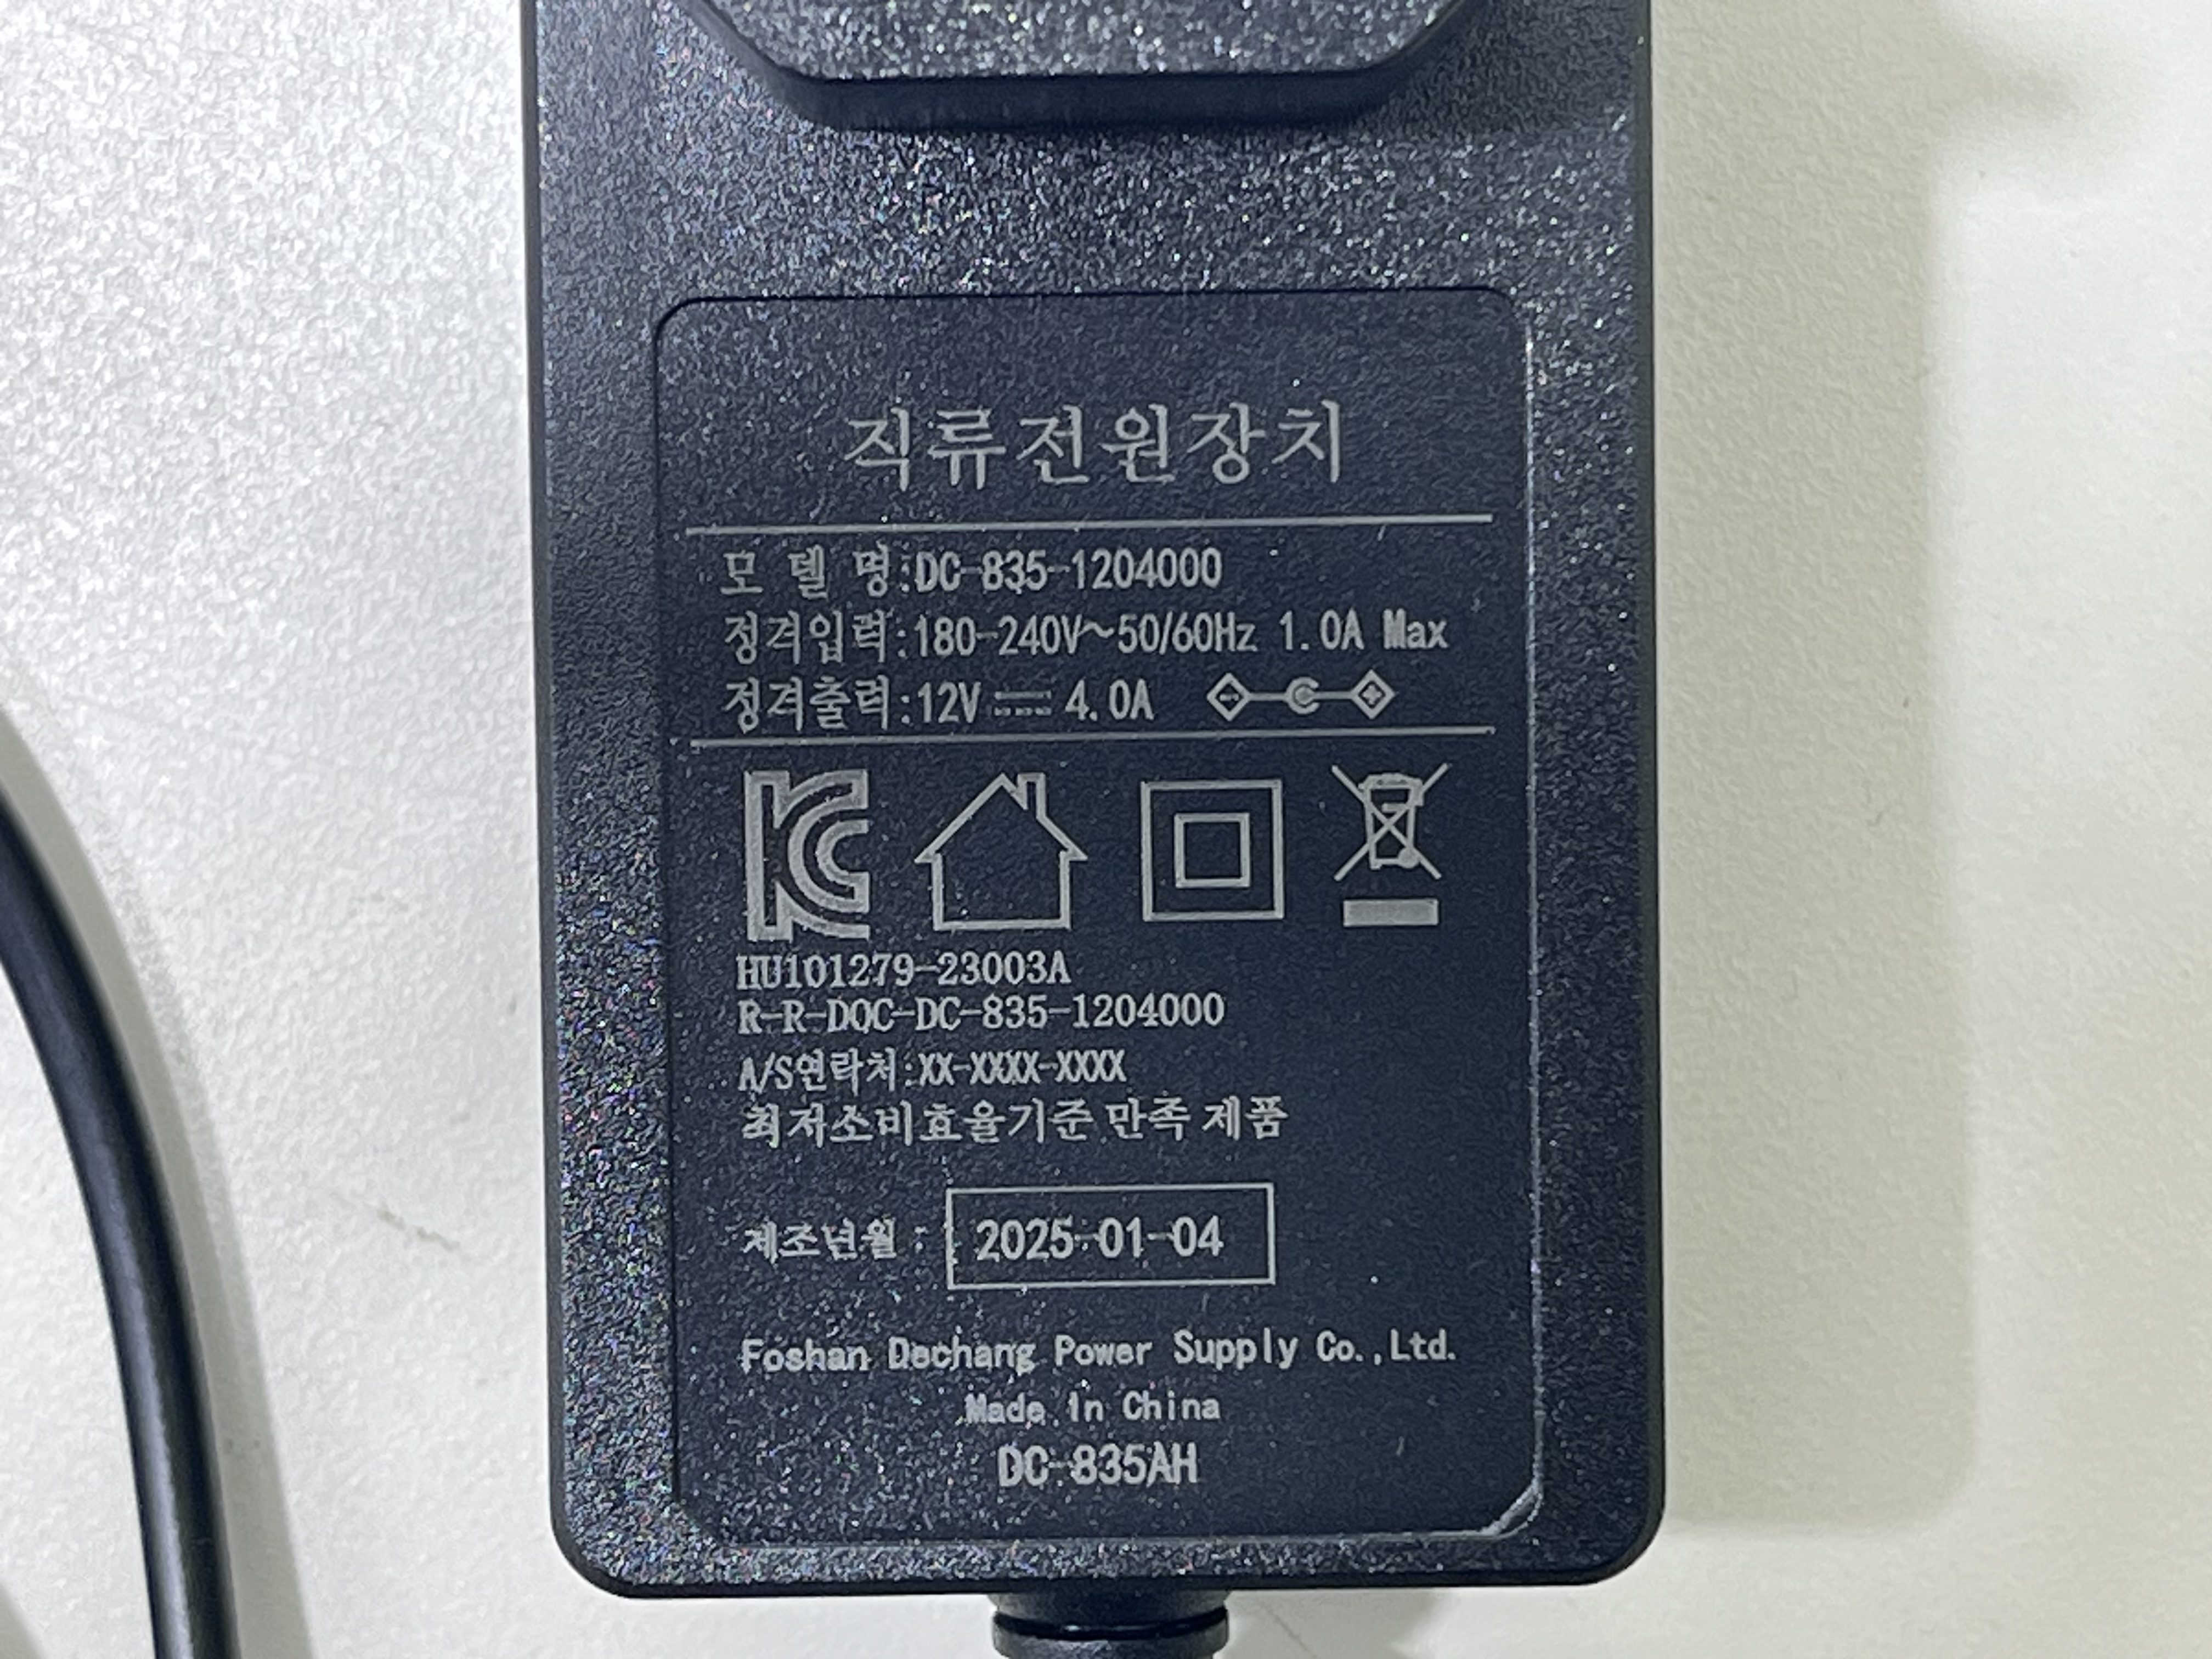 직류전원장치
모 델 명:DC-835-1204000
정격입력:180-240V~50/60Hz 1.0A Max
정격출력:12V⎓4.0A
KC
HU101279-23003A
R-R-DOC-DC-835-1204000
A/S연락처:XX-XXXX-XXXX
최저소비효율기준 만족 제품
제조년월 : 2025-01-04
Foshan Dechang Power Supply Co.,Ltd.
Made in China
DC-835AH